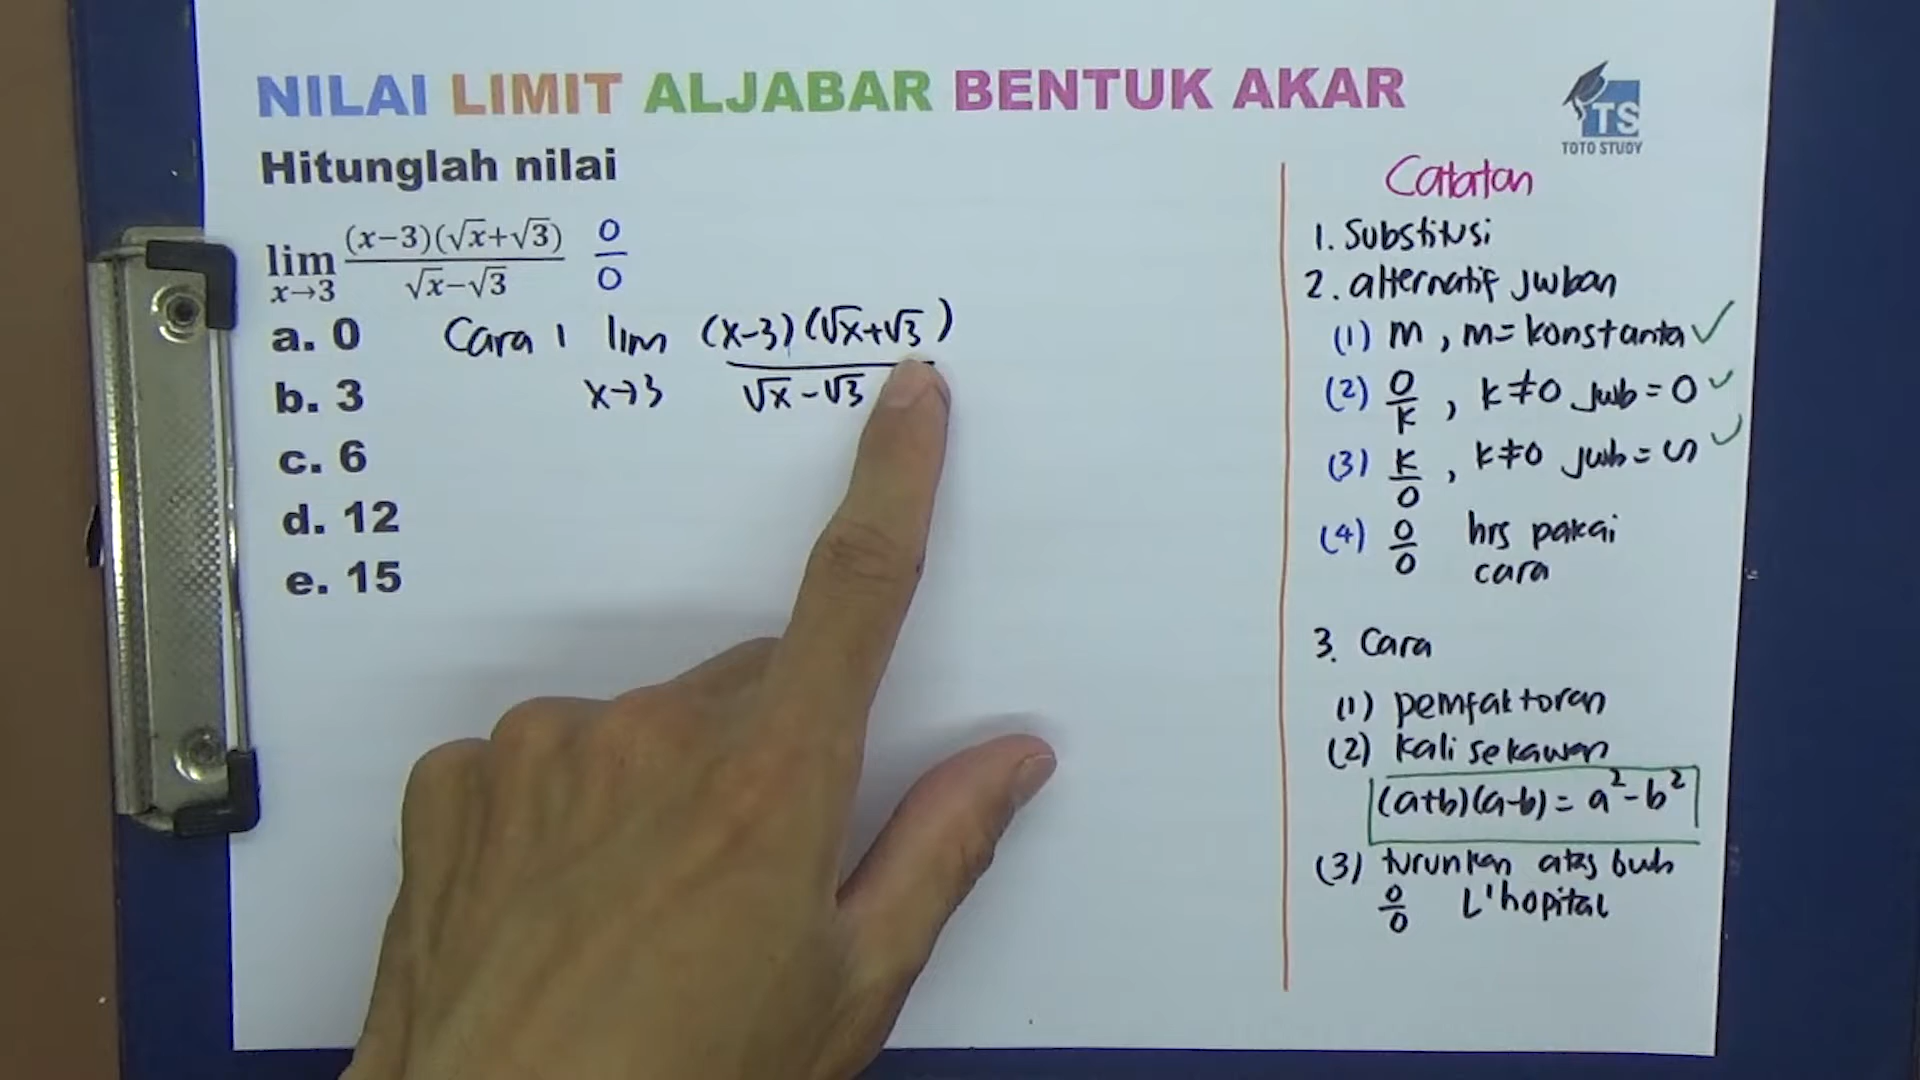 NILAI LIMIT ALJABAR BENTUK AKAR
TS
TOTO STUDY
Hitunglah nilai
lim x→3 (x−3)(√x+√3) / √x−√3 0/0
a. 0
b. 3
c. 6
d. 12
e. 15
Cara 1 lim x→3 (x-3)(√x+√3) / √x-√3
Catatan
1. Substitusi
2. alternatif jwban
(1) m , m = konstanta ✓
(2) 0/k , k≠0 jwb = 0 ✓
(3) k/0 , k≠0 jwb = ∽ ✓
(4) 0/0 hrs pakai
cara
3. Cara
(1) pemfaktoran
(2) kali sekawan
(a+b)(a-b) = a²-b²
(3) turunkan atas bwh
0/0 L'hopital